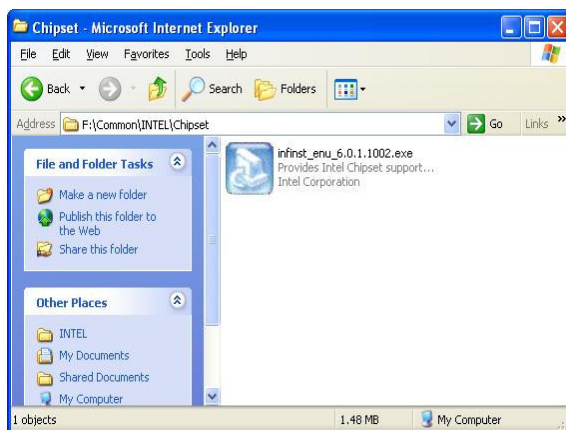 Chipset - Microsoft Internet Explorer
File Edit View Favorites Tools Help
Back Search Folders
Address F:\Common\INTEL\Chipset Go Links »
File and Folder Tasks
Make a new folder
Publish this folder to
the Web
Share this folder
Other Places
INTEL
My Documents
Shared Documents
My Computer
infinst_enu_6.0.1.1002.exe
Provides Intel Chipset support...
Intel Corporation
1 objects 1.48 MB My Computer